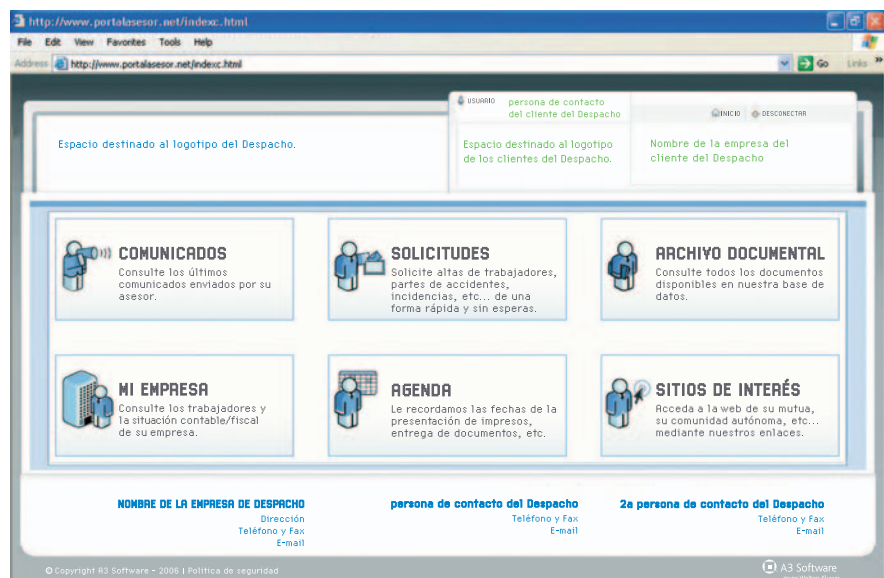 http://www.portalasesor.net/indexc.html
File Edit View Favorites Tools Help
Address http://www.portalasesor.net/indexc.html Go Links »
USUARIO
persona de contacto
del cliente del Despacho
INICIO
DESCONECTAR
Espacio destinado al logotipo del Despacho.
Espacio destinado al logotipo
de los clientes del Despacho.
Nombre de la empresa del
cliente del Despacho
COMUNICADOS
Consulte los últimos
comunicados enviados por su
asesor.
SOLICITUDES
Solicite altas de trabajadores,
partes de accidentes,
incidencias, etc... de una
forma rápida y sin esperas.
ARCHIVO DOCUMENTAL
Consulte todos los documentos
disponibles en nuestra base de
datos.
MI EMPRESA
Consulte los trabajadores y
la situación contable/fiscal
de su empresa.
AGENDA
Le recordamos las fechas de la
presentación de impresos,
entrega de documentos, etc.
SITIOS DE INTERÉS
Acceda a la web de su mutua,
su comunidad autónoma, etc...
mediante nuestros enlaces.
NOMBRE DE LA EMPRESA DE DESPACHO
Dirección
Teléfono y Fax
E-mail
persona de contacto del Despacho
Teléfono y Fax
E-mail
2a persona de contacto del Despacho
Teléfono y Fax
E-mail
© Copyright A3 Software - 2006 | Política de seguridad
A3 Software